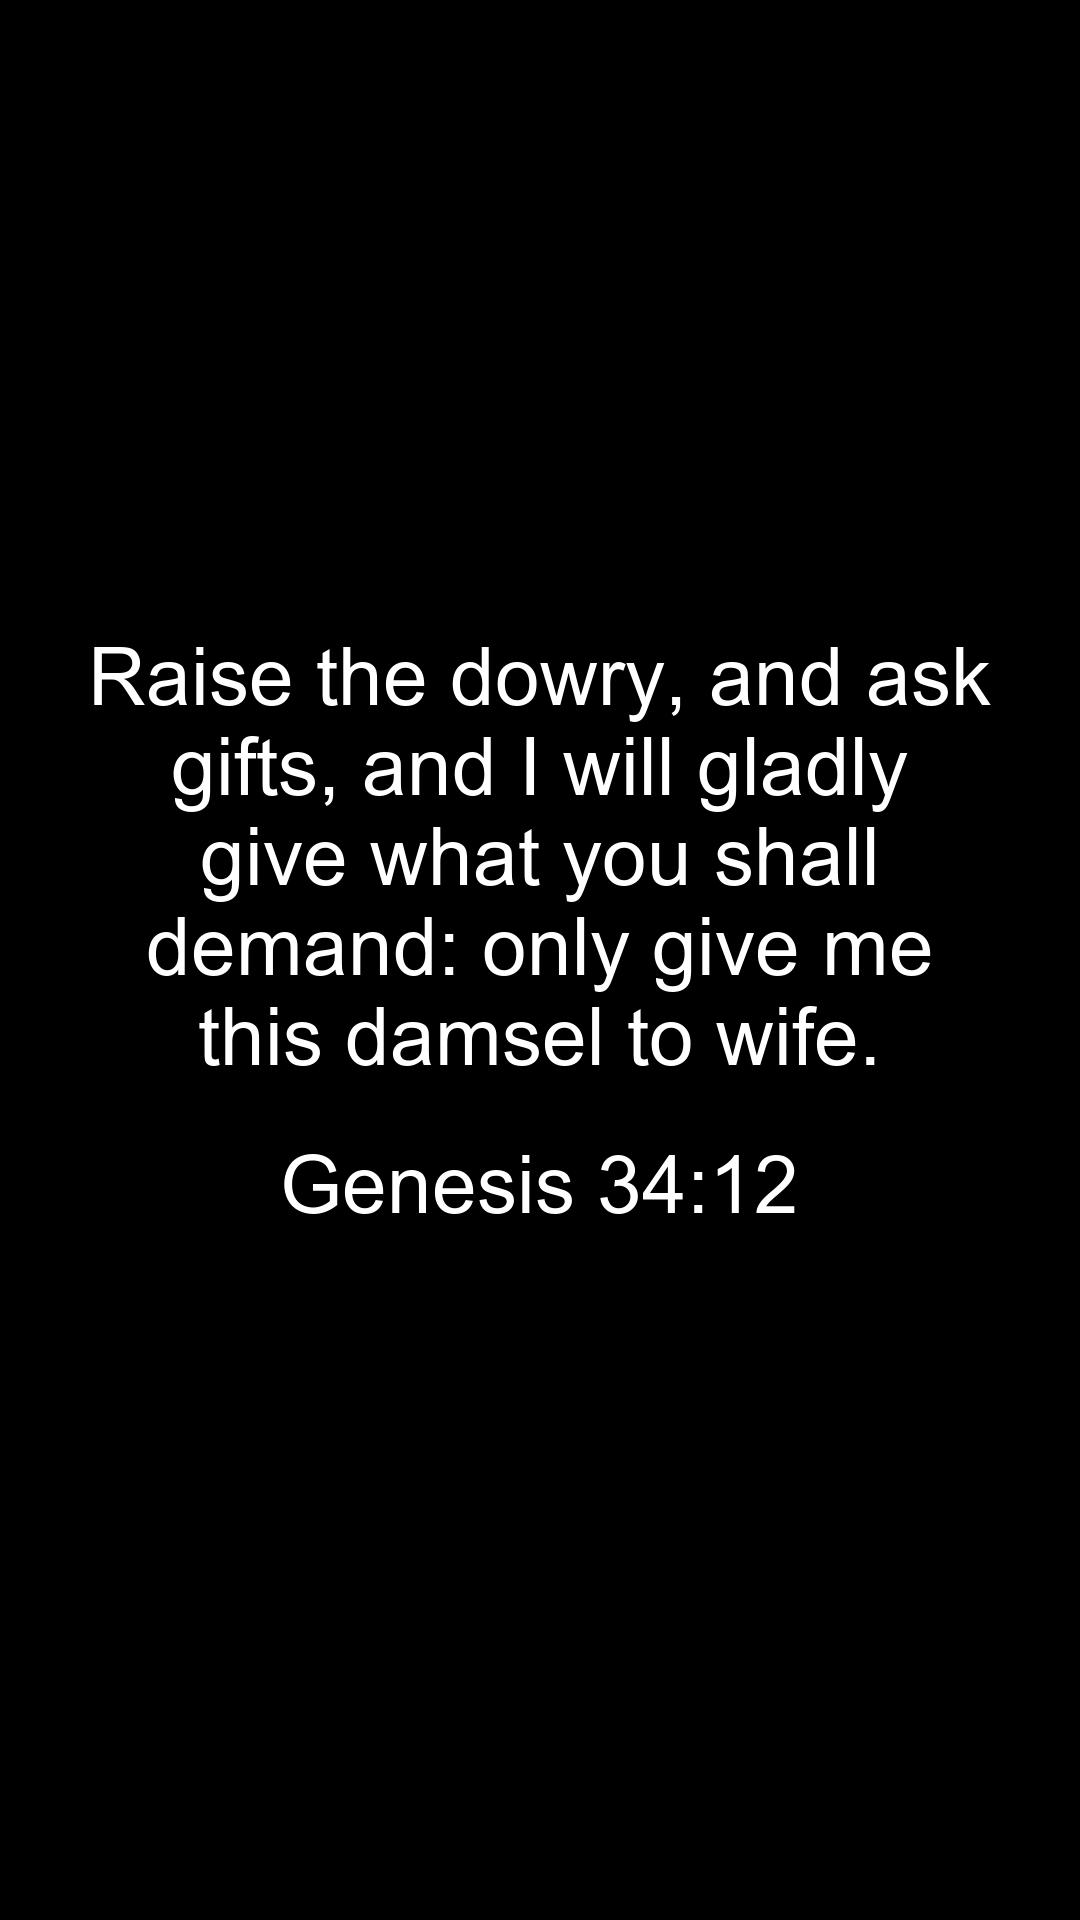 Raise the dowry, and ask
gifts, and I will gladly
give what you shall
demand: only give me
this damsel to wife.
Genesis 34:12